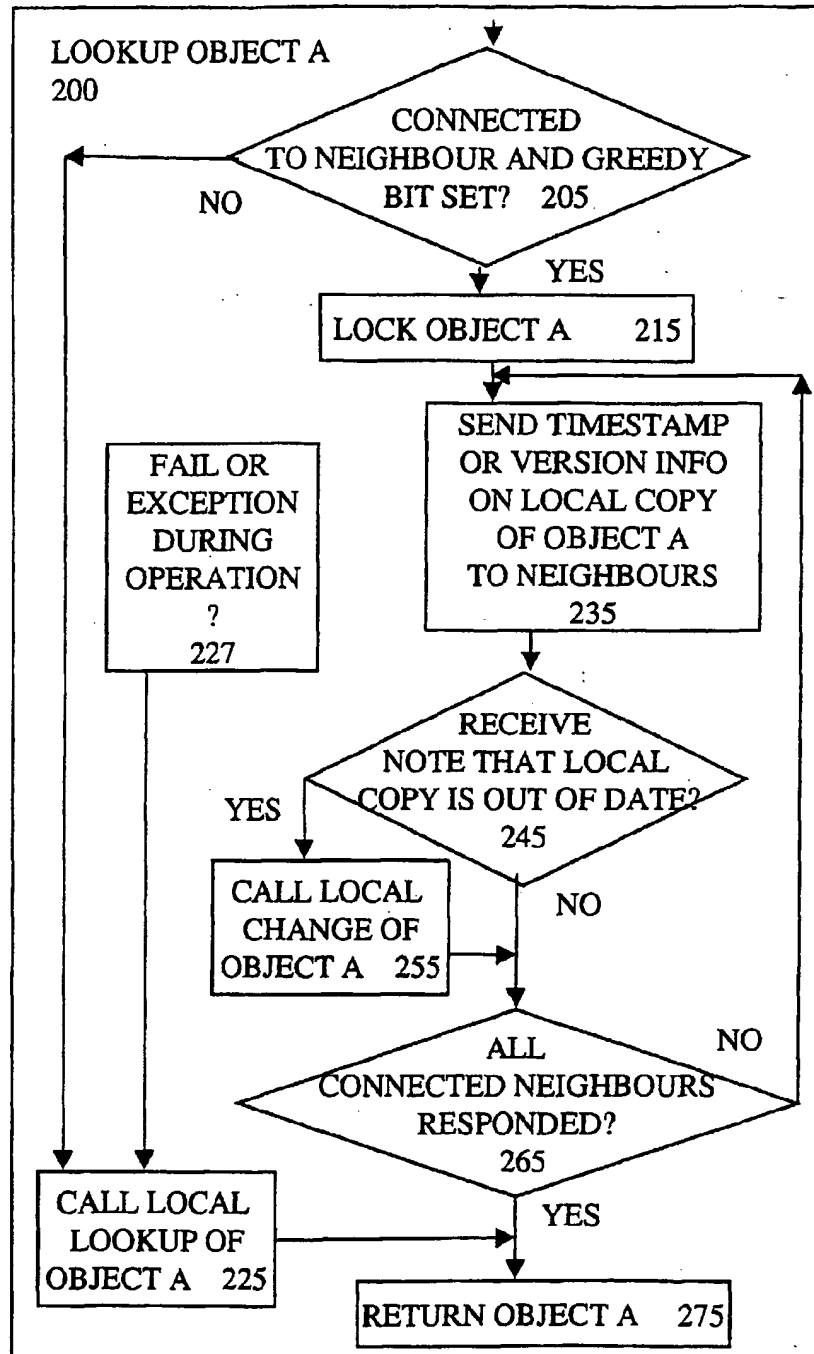 LOOKUP OBJECT A
200
CONNECTED
TO NEIGHBOUR AND GREEDY
BIT SET? 205
NO
YES
LOCK OBJECT A 215
SEND TIMESTAMP
OR VERSION INFO
ON LOCAL COPY
OF OBJECT A
TO NEIGHBOURS
235
FAIL OR
EXCEPTION
DURING
OPERATION
?
227
RECEIVE
NOTE THAT LOCAL
COPY IS OUT OF DATE?
245
YES
NO
CALL LOCAL
CHANGE OF
OBJECT A 255
ALL
CONNECTED NEIGHBOURS
RESPONDED?
265
NO
YES
CALL LOCAL
LOOKUP OF
OBJECT A 225
RETURN OBJECT A 275